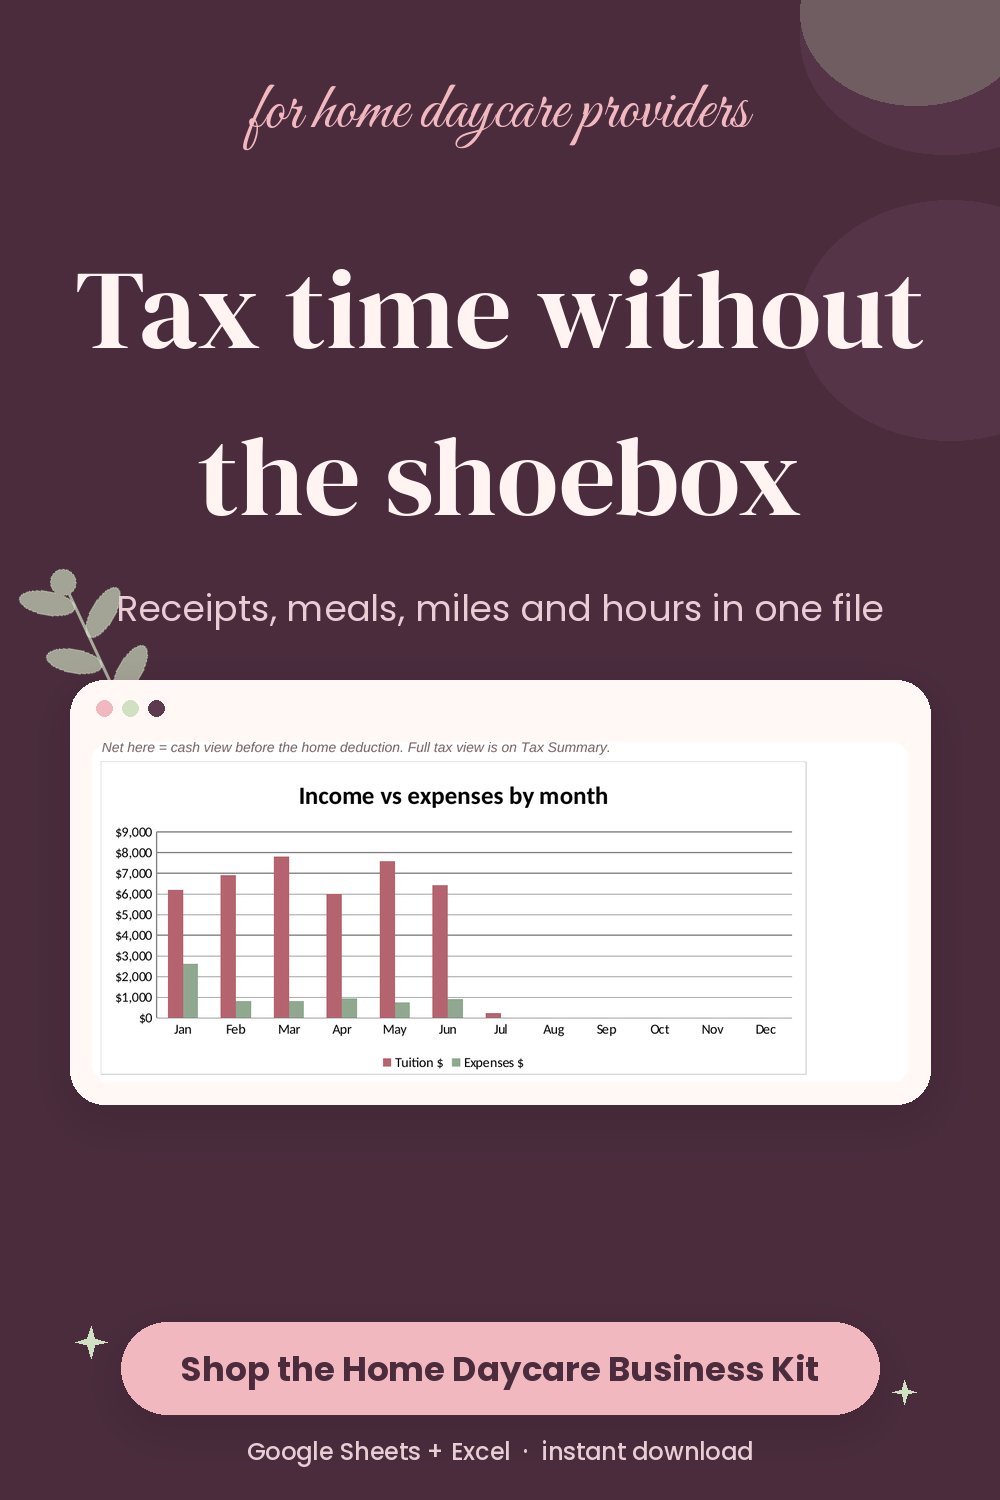 for home daycare providers
Tax time without
the shoebox
Receipts, meals, miles and hours in one file
Net here = cash view before the home deduction. Full tax view is on Tax Summary.
Income vs expenses by month
$9,000
$8,000
$7,000
$6,000
$5,000
$4,000
$3,000
$2,000
$1,000
$0
Jan Feb Mar Apr May Jun Jul Aug Sep Oct Nov Dec
Tuition $ Expenses $
Shop the Home Daycare Business Kit
Google Sheets + Excel · instant download